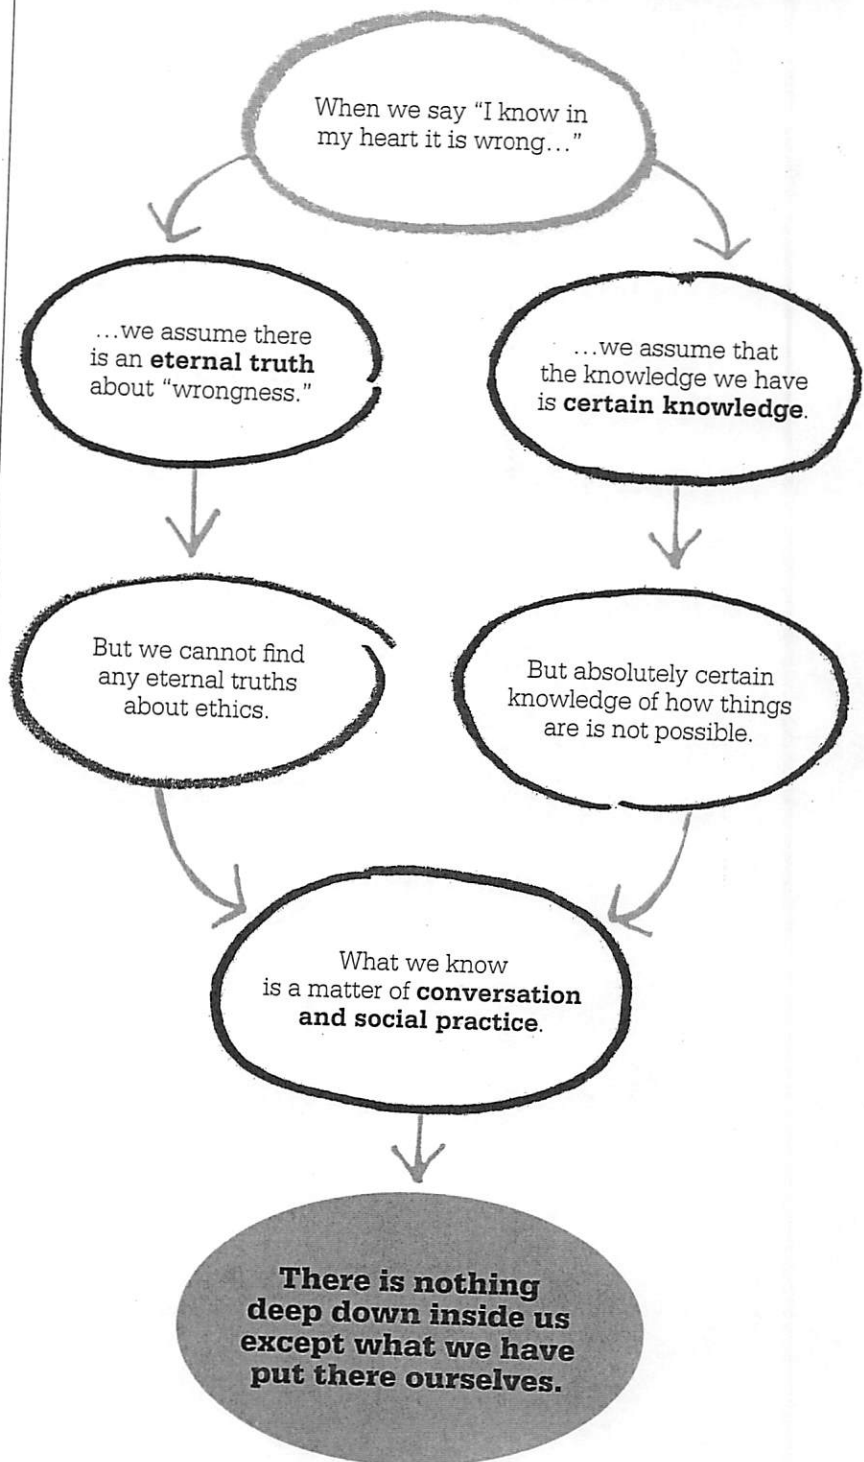 When we say “I know in
my heart it is wrong...”
...we assume there
is an eternal truth
about “wrongness.”
...we assume that
the knowledge we have
is certain knowledge.
But we cannot find
any eternal truths
about ethics.
But absolutely certain
knowledge of how things
are is not possible.
What we know
is a matter of conversation
and social practice.
There is nothing
deep down inside us
except what we have
put there ourselves.